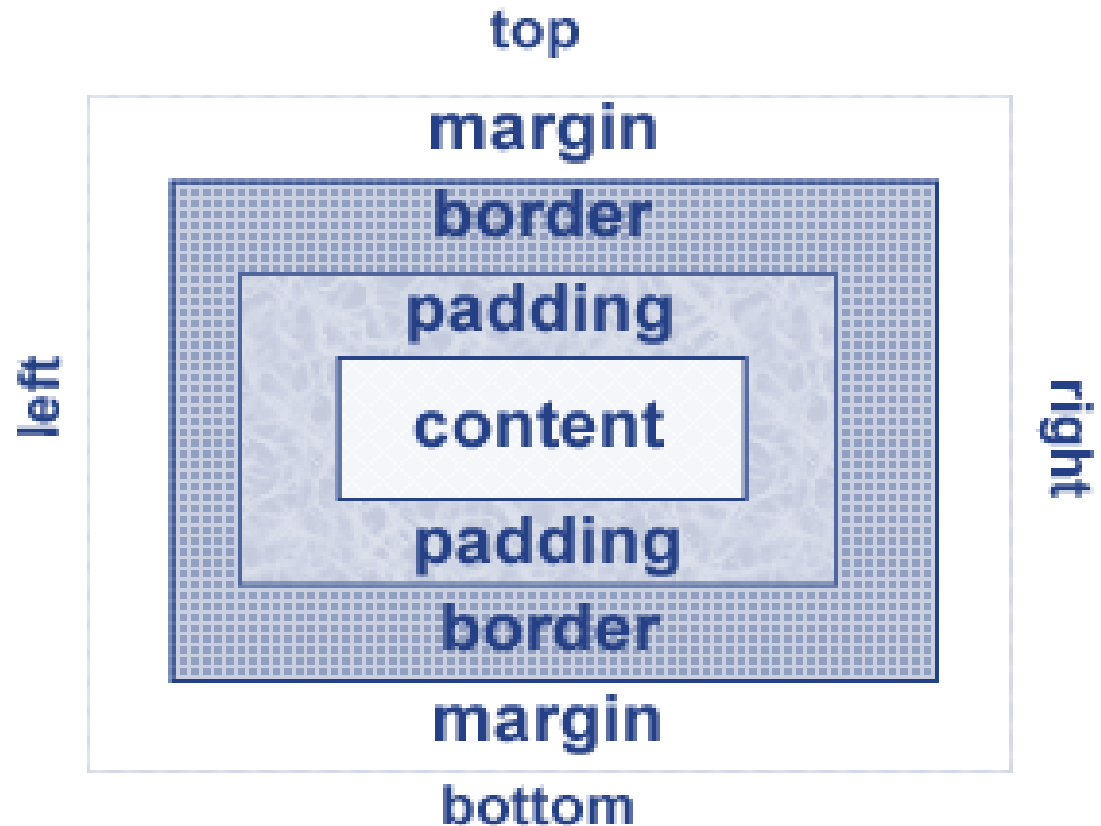 top
margin
border
padding
left
content
right
padding
border
margin
bottom